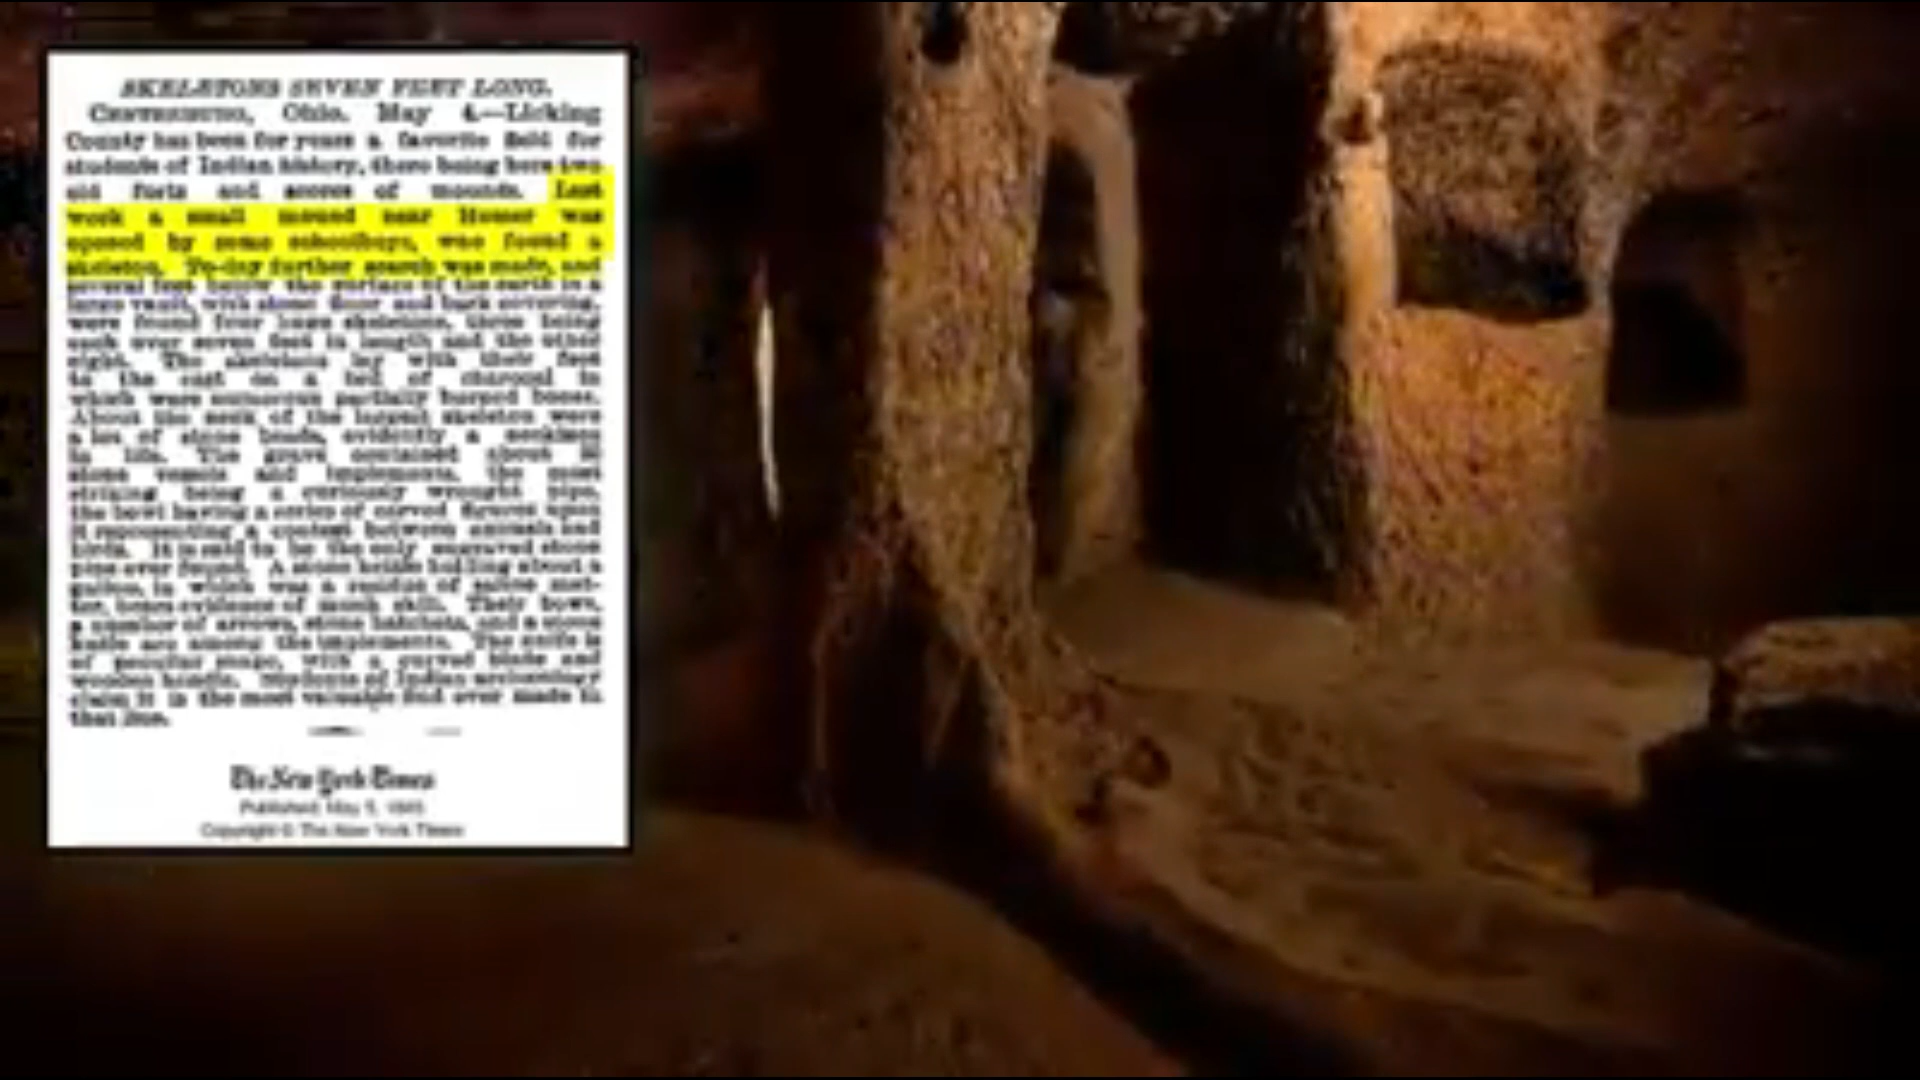 SKELETONS SEVEN FEET LONG.
CENTREBURG, Ohio, May 4.—Licking
County has been for years a favorite field for
students of Indian history, there being here two
old forts and scores of mounds. Last
week a small mound near Homer was
opened by some schoolboys, who found a
skeleton. To-day further search was made, and
several feet below the surface of the earth in a
large vault, with stone floor and bark covering,
were found four huge skeletons, three being
each over seven feet in length and the other
eight. The skeletons lay with their feet
to the east on a bed of charcoal in
which were numerous partially burned bones.
About the neck of the largest skeleton were
a lot of stone beads, evidently a necklace
in life. The grave contained about 30
stone vessels and implements, the most
striking being a curiously wrought pipe,
the bowl having a series of carved figures upon
it representing a contest between animals and
birds. It is said to be the only engraved stone
pipe ever found. A stone kettle holding about a
gallon, in which was a residue of saline mat-
ter, bears evidence of much skill. Their bows,
a number of arrows, stone hatchets, and a stone
knife are among the implements. The knife is
of peculiar shape, with a curved blade and
wooden handle. Students of Indian archæology
claim it is the most valuable find ever made in
that line.
The New York Times
Published: May 5, 1885
Copyright © The New York Times